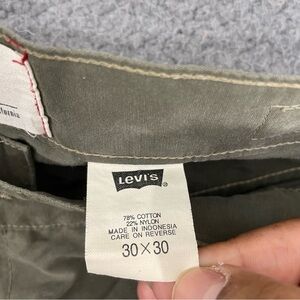 LEVI'S ®
78% COTTON
22% NYLON
MADE IN INDONESIA
CARE ON REVERSE
30×30